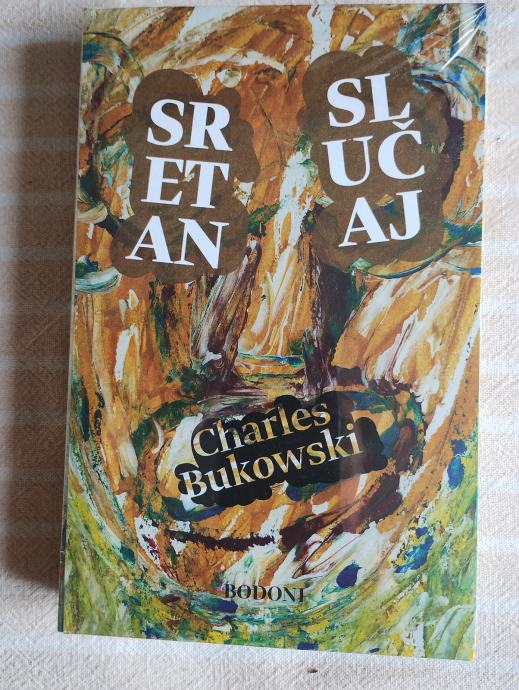 SR
ET
AN
SL
UČ
AJ
Charles
Bukowski
BODONI